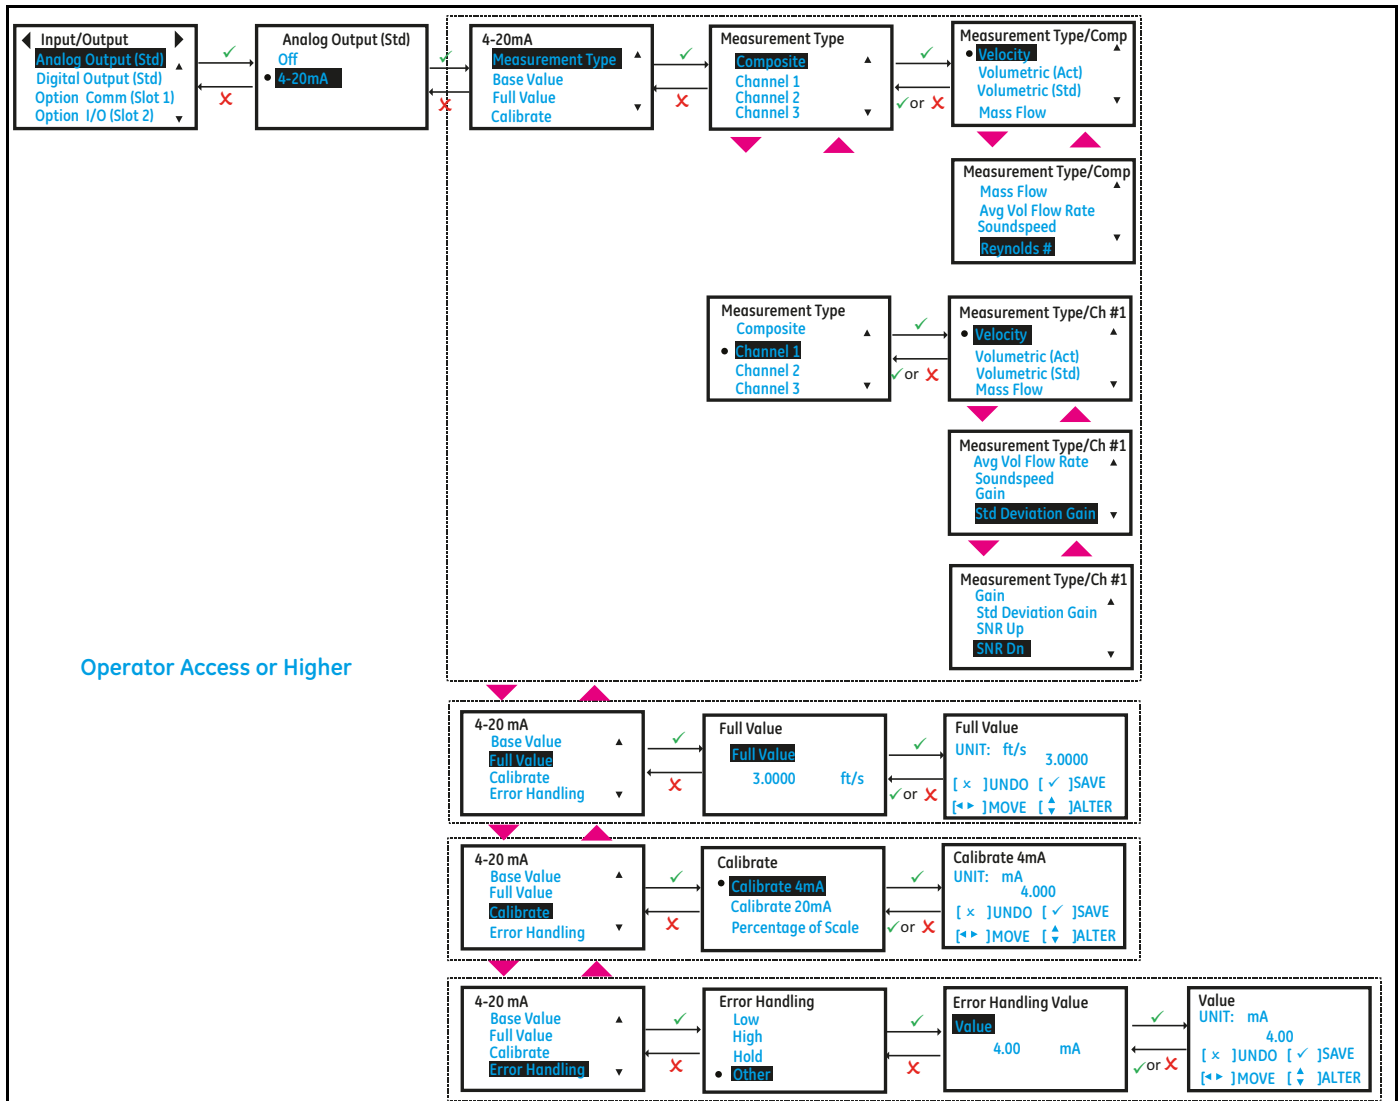 Input/Output
Analog Output (Std)
Digital Output (Std)
Option Comm (Slot 1)
Option I/O (Slot 2)
Analog Output (Std)
Off
4-20mA
4-20mA
Measurement Type
Base Value
Full Value
Calibrate
Measurement Type
Composite
Channel 1
Channel 2
Channel 3
or
Measurement Type/Comp
Velocity
Volumetric (Act)
Volumetric (Std)
Mass Flow
Measurement Type/Comp
Mass Flow
Avg Vol Flow Rate
Soundspeed
Reynolds #
Measurement Type
Composite
Channel 1
Channel 2
Channel 3
or
Measurement Type/Ch #1
Velocity
Volumetric (Act)
Volumetric (Std)
Mass Flow
Measurement Type/Ch #1
Avg Vol Flow Rate
Soundspeed
Gain
Std Deviation Gain
Measurement Type/Ch #1
Gain
Std Deviation Gain
SNR Up
SNR Dn
Operator Access or Higher
4-20 mA
Base Value
Full Value
Calibrate
Error Handling
Full Value
Full Value
3.0000 ft/s
or
Full Value
UNIT: ft/s
3.0000
[ x ]UNDO [ ✓ ]SAVE
[◂ ▸ ]MOVE [ ▴▾ ]ALTER
4-20 mA
Base Value
Full Value
Calibrate
Error Handling
Calibrate
Calibrate 4mA
Calibrate 20mA
Percentage of Scale
or
Calibrate 4mA
UNIT: mA
4.000
[ x ]UNDO [ ✓ ]SAVE
[◂ ▸ ]MOVE [ ▴▾ ]ALTER
4-20 mA
Base Value
Full Value
Calibrate
Error Handling
Error Handling
Low
High
Hold
Other
Error Handling Value
Value
4.00 mA
or
Value
UNIT: mA
4.00
[ x ]UNDO [ ✓ ]SAVE
[◂ ▸ ]MOVE [ ▴▾ ]ALTER